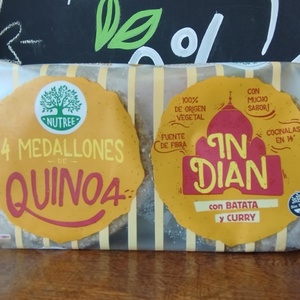 NUTREE
4 MEDALLONES
DE
QUINOA
100%
DE ORIGEN
VEGETAL
CON
MUCHO
SABOR!
FUENTE
DE FIBRA
COCINALAS
EN 14'
IN
DIAN
con BATATA
y CURRY
%